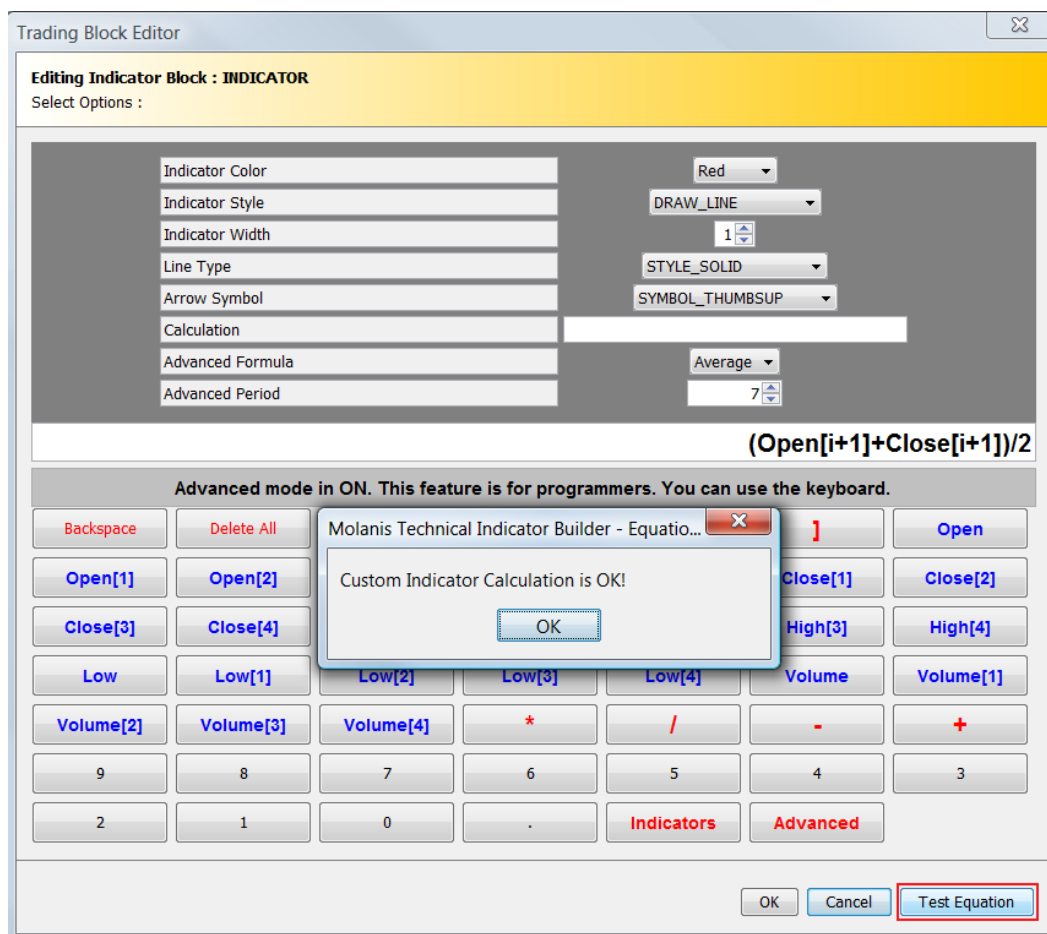 Trading Block Editor
Editing Indicator Block : INDICATOR
Select Options :
Indicator Color Red
Indicator Style DRAW_LINE
Indicator Width 1
Line Type STYLE_SOLID
Arrow Symbol SYMBOL_THUMBSUP
Calculation
Advanced Formula Average
Advanced Period 7
(Open[i+1]+Close[i+1])/2
Advanced mode in ON. This feature is for programmers. You can use the keyboard.
Backspace Delete All ] Open
Molanis Technical Indicator Builder - Equatio...
Open[1] Open[2] Close[1] Close[2]
Custom Indicator Calculation is OK!
Close[3] Close[4] OK High[3] High[4]
Low Low[1] Low[2] Low[3] Low[4] Volume Volume[1]
Volume[2] Volume[3] Volume[4] * / - +
9 8 7 6 5 4 3
2 1 0 . Indicators Advanced
OK Cancel Test Equation